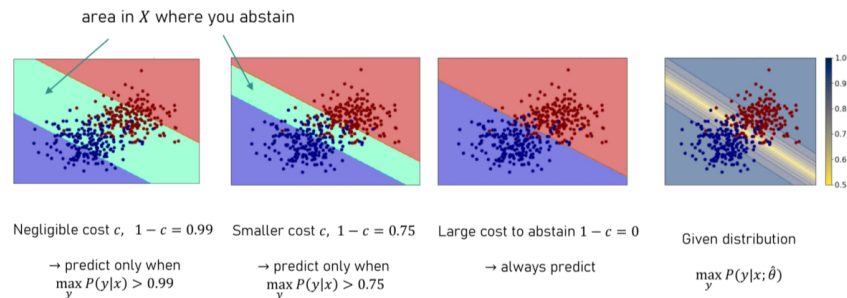 area in X where you abstain
1.0
0.9
0.8
0.7
0.6
0.5
Negligible cost c, 1 − c = 0.99
→ predict only when
max P(y|x) > 0.99
y
Smaller cost c, 1 − c = 0.75
→ predict only when
max P(y|x) > 0.75
y
Large cost to abstain 1 − c = 0
→ always predict
Given distribution
max P(y|x; θ̂)
y